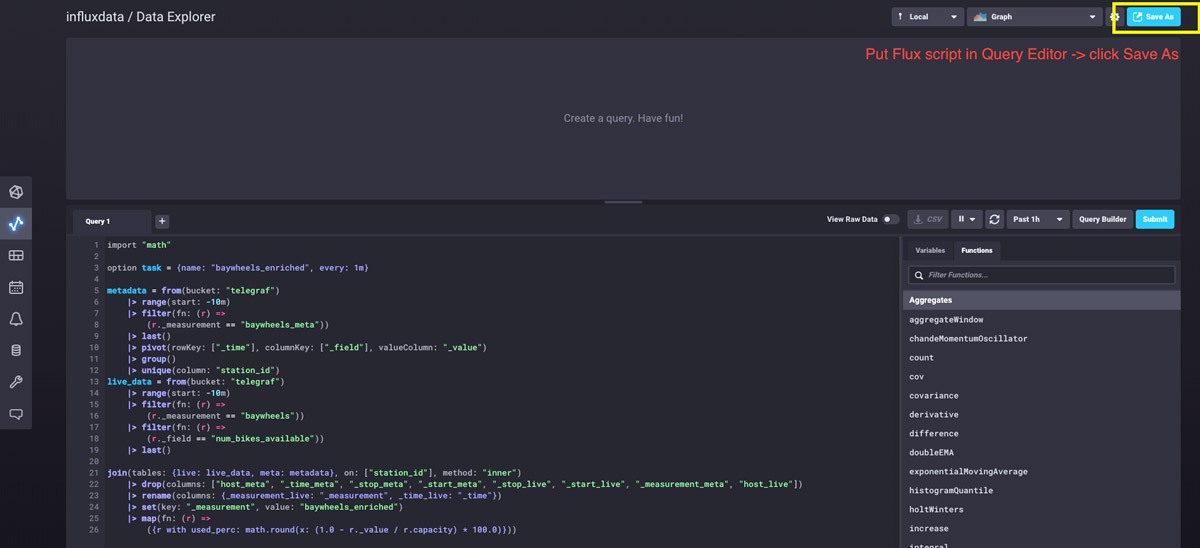 influxdata / Data Explorer
Local
Graph
Save As
Put Flux script in Query Editor -> click Save As
Create a query. Have fun!
Query 1
+
View Raw Data
CSV
Past 1h
Query Builder
Submit
1 import "math"
2
3 option task = {name: "baywheels_enriched", every: 1m}
4
5 metadata = from(bucket: "telegraf")
6 |> range(start: -10m)
7 |> filter(fn: (r) =>
8 (r._measurement == "baywheels_meta"))
9 |> last()
10 |> pivot(rowKey: ["_time"], columnKey: ["_field"], valueColumn: "_value")
11 |> group()
12 |> unique(column: "station_id")
13 live_data = from(bucket: "telegraf")
14 |> range(start: -10m)
15 |> filter(fn: (r) =>
16 (r._measurement == "baywheels"))
17 |> filter(fn: (r) =>
18 (r._field == "num_bikes_available"))
19 |> last()
20
21 join(tables: {live: live_data, meta: metadata}, on: ["station_id"], method: "inner")
22 |> drop(columns: ["host_meta", "_time_meta", "_stop_meta", "_start_meta", "_stop_live", "_start_live", "_measurement_meta", "host_live"])
23 |> rename(columns: {_measurement_live: "_measurement", _time_live: "_time"})
24 |> set(key: "_measurement", value: "baywheels_enriched")
25 |> map(fn: (r) =>
26 ({r with used_perc: math.round(x: (1.0 - r._value / r.capacity) * 100.0)}))
Variables
Functions
Filter Functions...
Aggregates
aggregateWindow
chandeMomentumOscillator
count
cov
covariance
derivative
difference
doubleEMA
exponentialMovingAverage
histogramQuantile
holtWinters
increase
integral